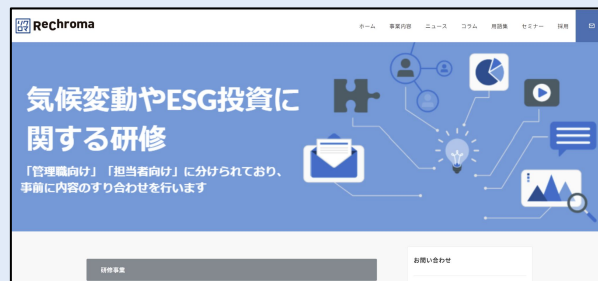 リクロマ Rechroma
ホーム 事業内容 ニュース コラム 用語集 セミナー 採用
気候変動やESG投資に
関する研修
「管理職向け」「担当者向け」に分けられており、
事前に内容のすり合わせを行います
お問い合わせ
研修事業